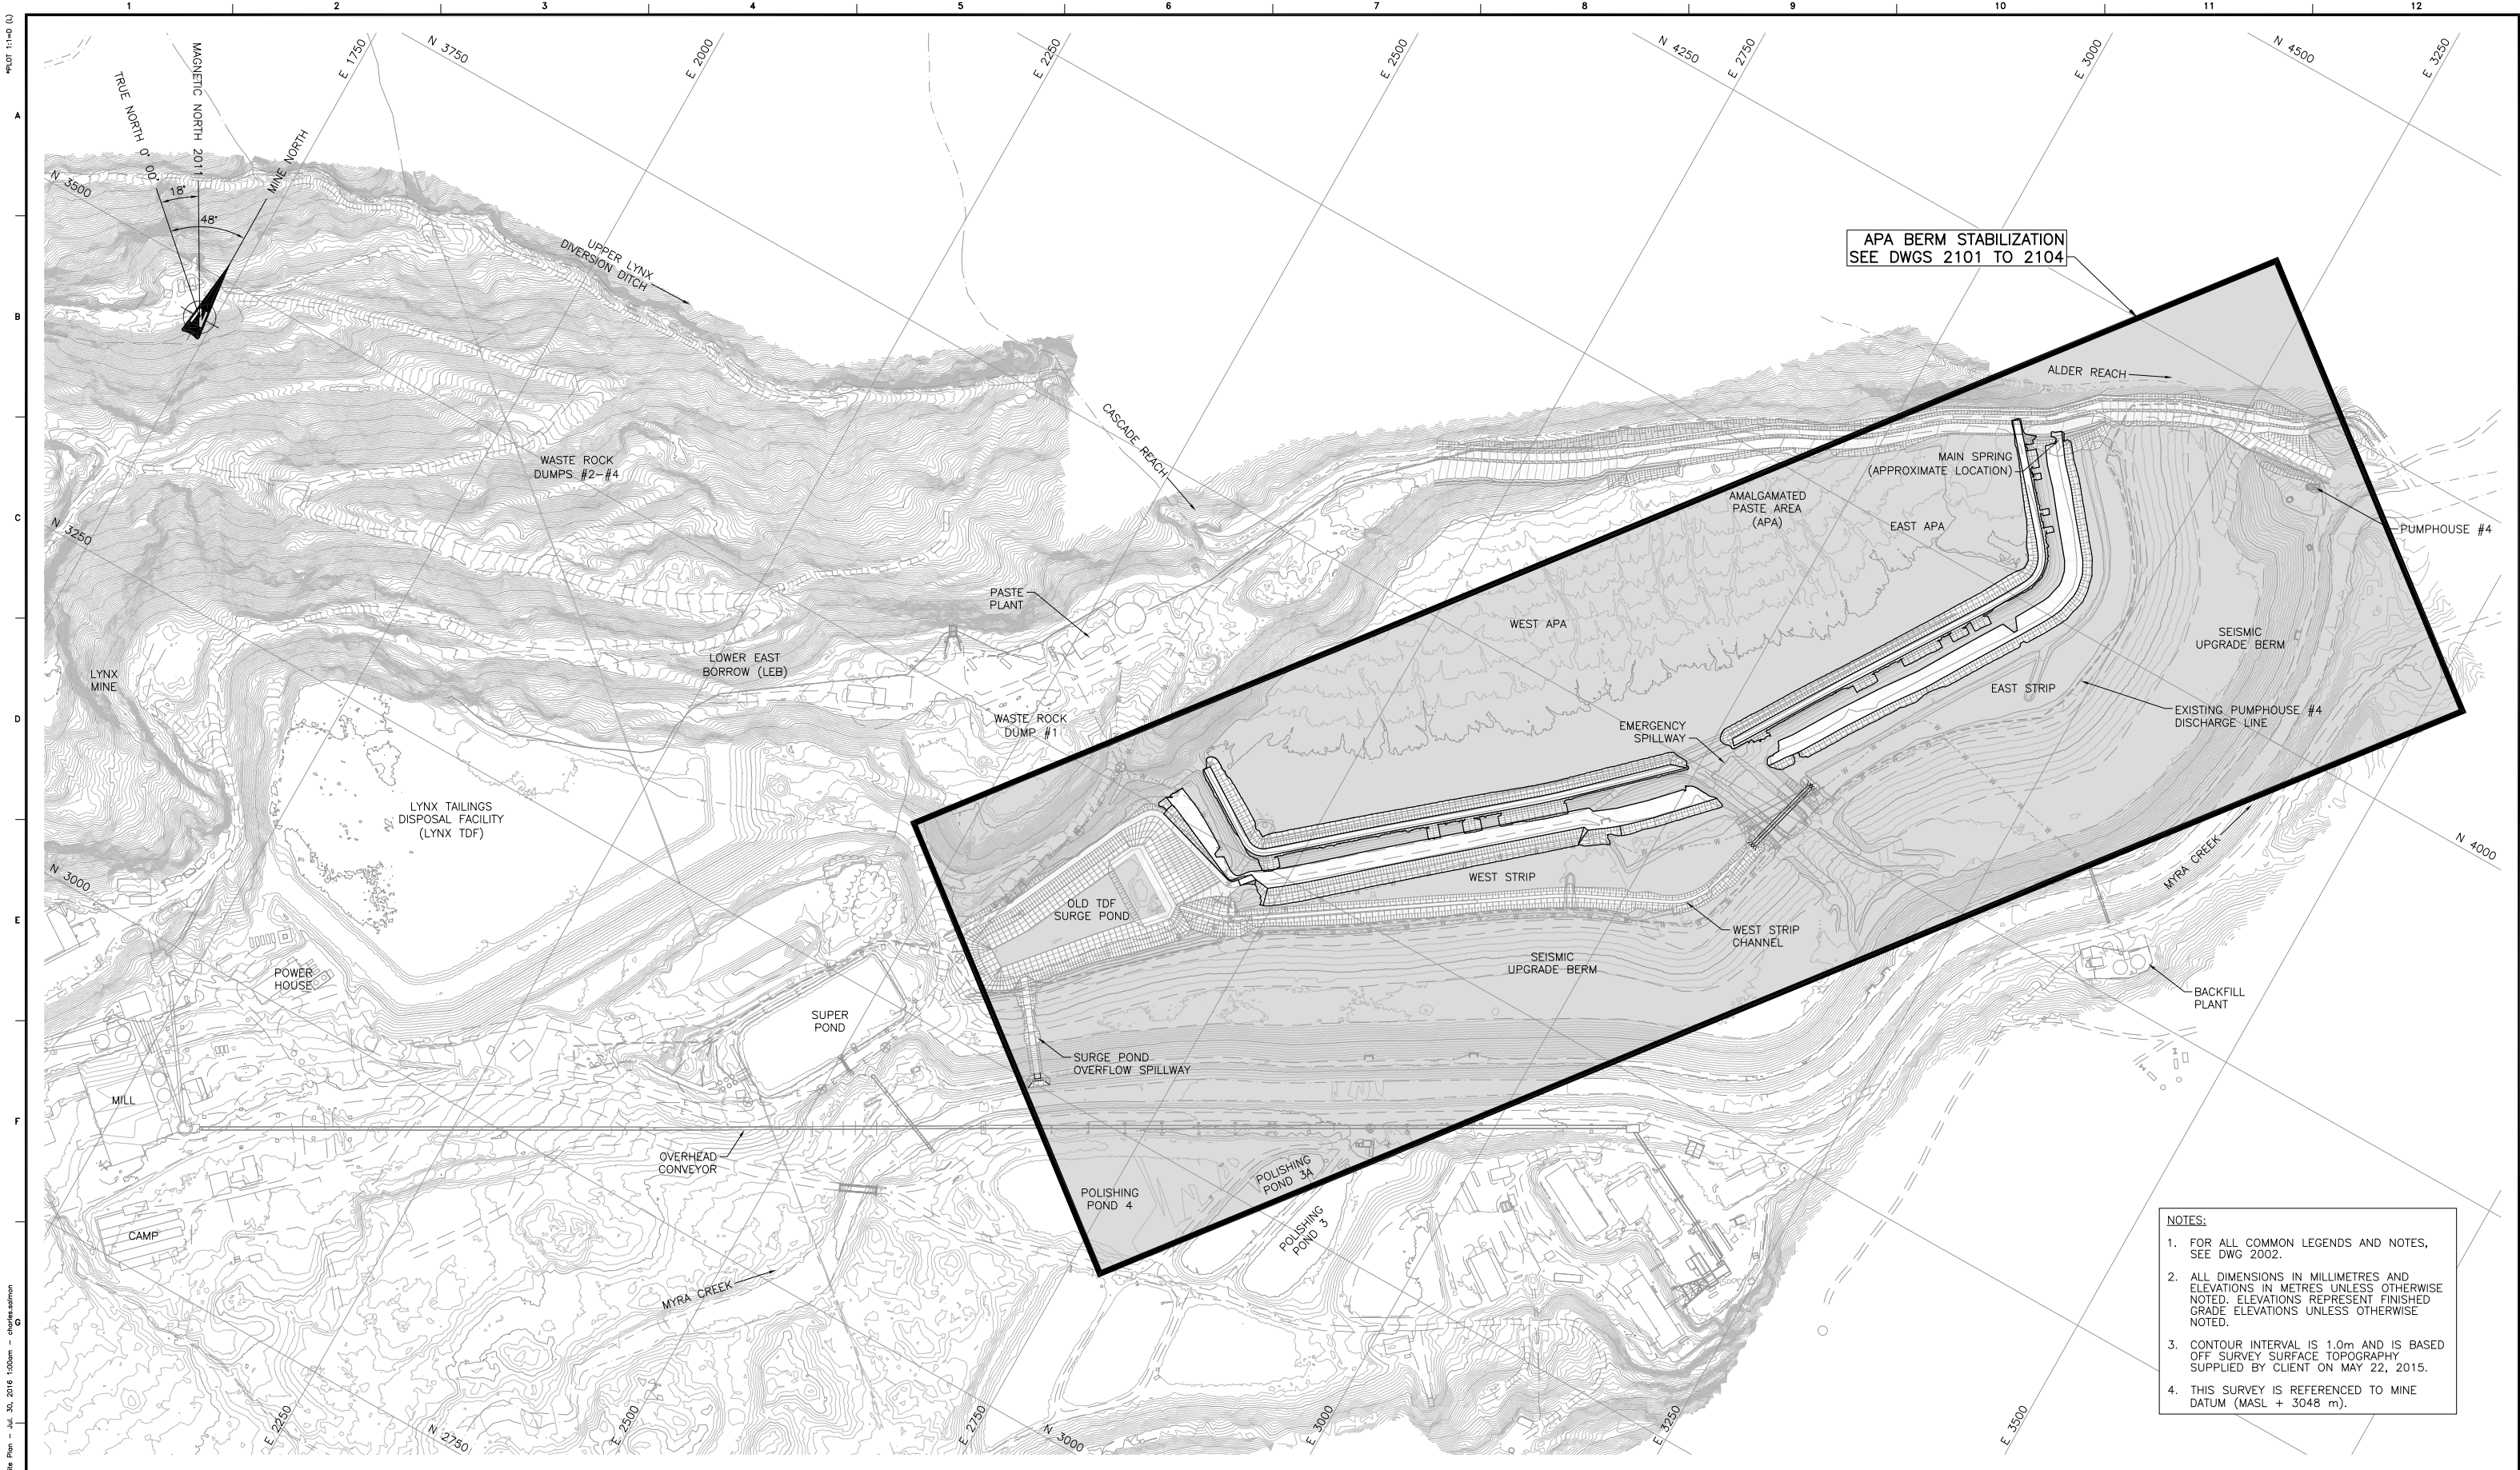 1 2 3 4 5 6 7 8 9 10 11 12
*PLOT 1:1=D (L)
A
B
C
D
E
F
G
E 1750
N 3750
E 2000
E 2250
E 2500
N 4250
E 2750
E 3000
N 4500
E 3250
TRUE NORTH 0° 00'
MAGNETIC NORTH 2011
MINE NORTH
18°
48°
N 3500
UPPER LYNX
DIVERSION DITCH
APA BERM STABILIZATION
SEE DWGS 2101 TO 2104
ALDER REACH
CASCADE REACH
WASTE ROCK
DUMPS #2-#4
MAIN SPRING
(APPROXIMATE LOCATION)
AMALGAMATED
PASTE AREA
(APA)
EAST APA
PUMPHOUSE #4
N 3250
PASTE
PLANT
WEST APA
SEISMIC
UPGRADE BERM
LOWER EAST
BORROW (LEB)
LYNX
MINE
EAST STRIP
WASTE ROCK
DUMP #1
EMERGENCY
SPILLWAY
EXISTING PUMPHOUSE #4
DISCHARGE LINE
LYNX TAILINGS
DISPOSAL FACILITY
(LYNX TDF)
N 4000
MYRA CREEK
N 3000
WEST STRIP
OLD TDF
SURGE POND
WEST STRIP
CHANNEL
SEISMIC
UPGRADE BERM
POWER
HOUSE
BACKFILL
PLANT
SUPER
POND
SURGE POND
OVERFLOW SPILLWAY
MILL
OVERHEAD
CONVEYOR
POLISHING
POND 3A
POLISHING
POND 4
POLISHING
POND 3
CAMP
MYRA CREEK
NOTES:
1. FOR ALL COMMON LEGENDS AND NOTES,
SEE DWG 2002.
2. ALL DIMENSIONS IN MILLIMETRES AND
ELEVATIONS IN METRES UNLESS OTHERWISE
NOTED. ELEVATIONS REPRESENT FINISHED
GRADE ELEVATIONS UNLESS OTHERWISE
NOTED.
3. CONTOUR INTERVAL IS 1.0m AND IS BASED
OFF SURVEY SURFACE TOPOGRAPHY
SUPPLIED BY CLIENT ON MAY 22, 2015.
4. THIS SURVEY IS REFERENCED TO MINE
DATUM (MASL + 3048 m).
E 2250
N 2750
E 2500
E 2750
N 3000
E 3000
E 3250
E 3500
Plan - Jul. 30, 2016 1:00am - charles.salmon